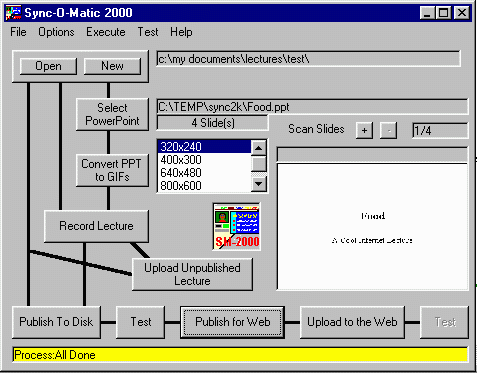 Sync-O-Matic 2000
File Options Execute Test Help
Open New
c:\my documents\lectures\test\
Select
PowerPoint
C:\TEMP\sync2k\Food.ppt
4 Slide(s)
Scan Slides + - 1/4
Convert PPT
to GIFs
320x240
400x300
640x480
800x600
Record Lecture
SM-2000
Food
A Cool Internet Lecture
Upload Unpublished
Lecture
Publish To Disk Test Publish for Web Upload to the Web Test
Process:All Done